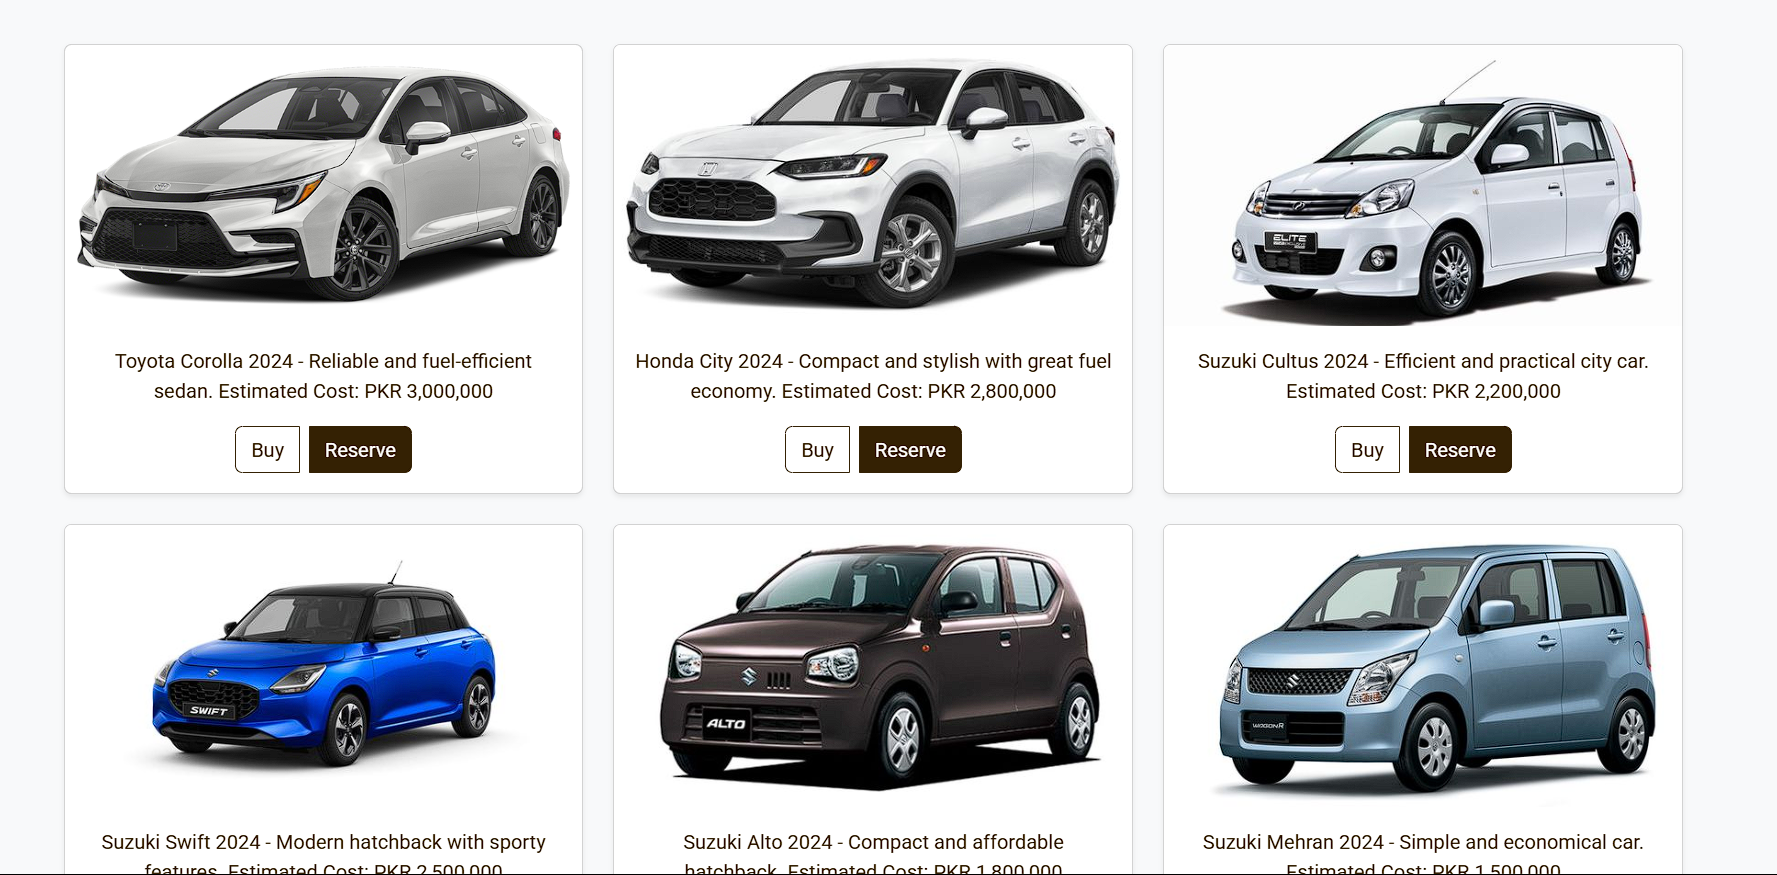 ELITE
Toyota Corolla 2024 - Reliable and fuel-efficient
sedan. Estimated Cost: PKR 3,000,000
Buy
Reserve
Honda City 2024 - Compact and stylish with great fuel
economy. Estimated Cost: PKR 2,800,000
Buy
Reserve
Suzuki Cultus 2024 - Efficient and practical city car.
Estimated Cost: PKR 2,200,000
Buy
Reserve
SWIFT
ALTO
WAGON R
Suzuki Swift 2024 - Modern hatchback with sporty
features. Estimated Cost: PKR 2,500,000
Suzuki Alto 2024 - Compact and affordable
hatchback. Estimated Cost: PKR 1,800,000
Suzuki Mehran 2024 - Simple and economical car.
Estimated Cost: PKR 1,500,000